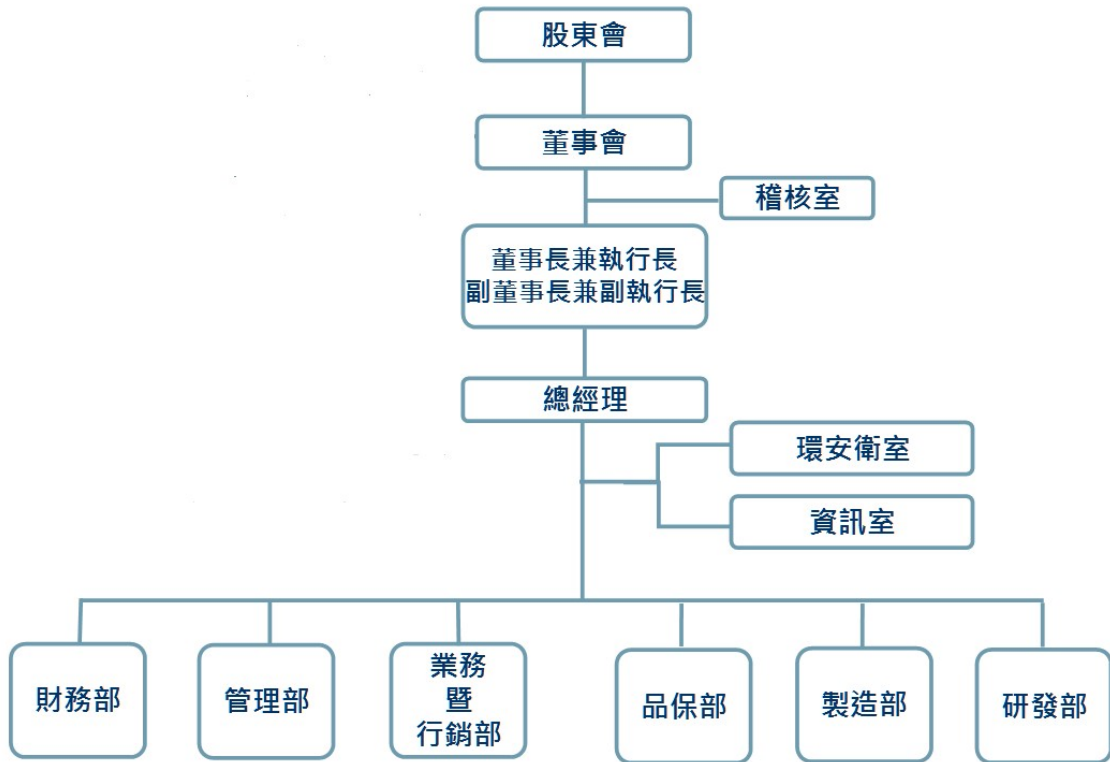 股東會
董事會
稽核室
董事長兼執行長
副董事長兼副執行長
總經理
環安衛室
資訊室
財務部
管理部
業務
暨
行銷部
品保部
製造部
研發部